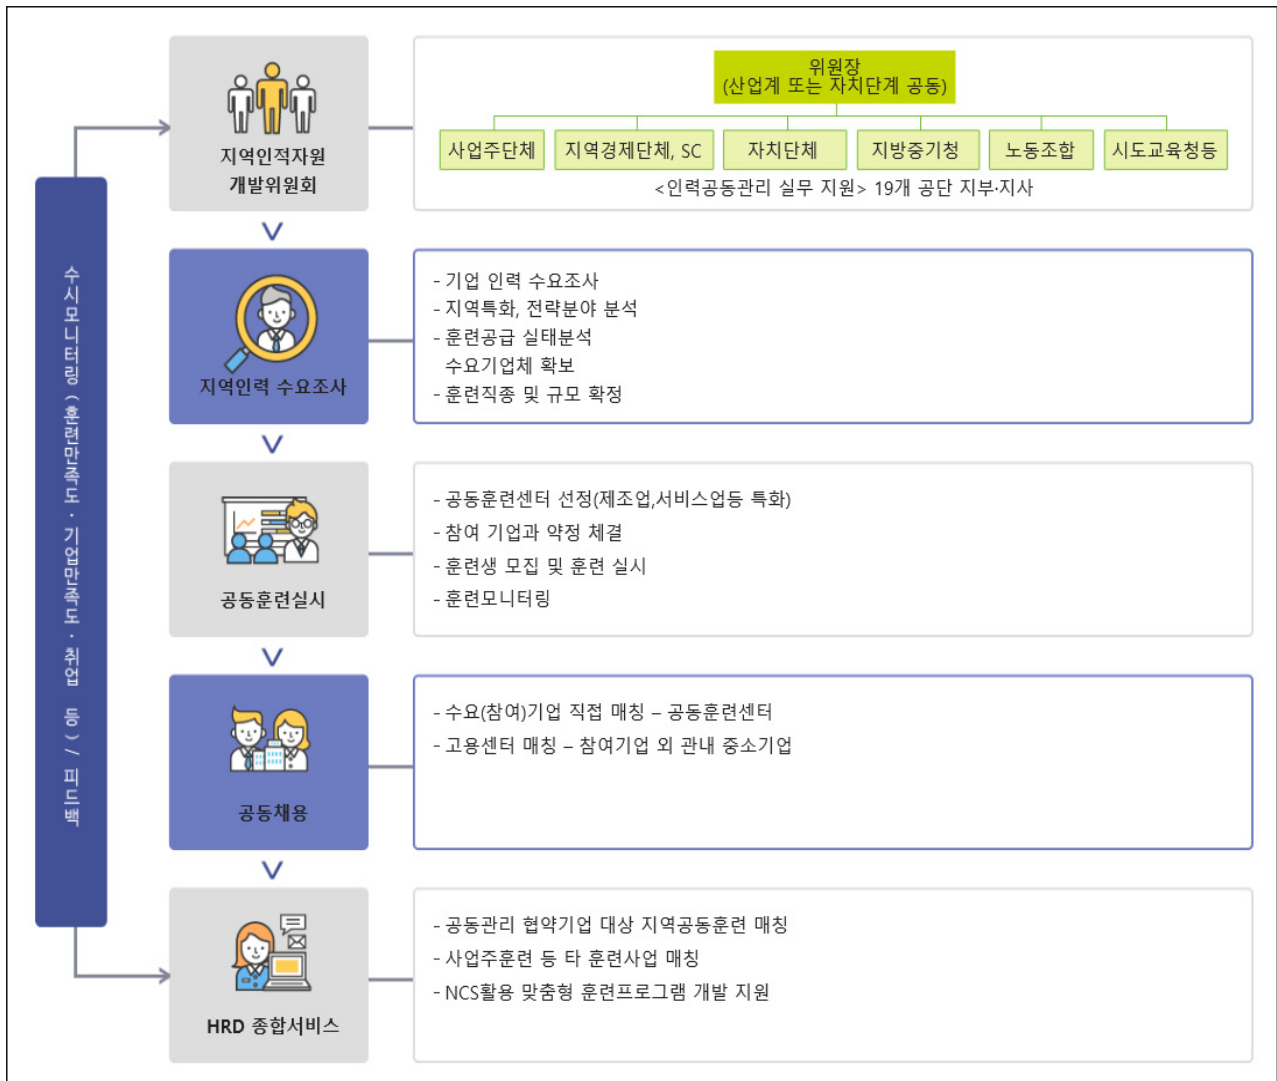 지역인적자원
개발위원회
위원장
(산업계 또는 자치단계 공동)
사업주단체
지역경제단체, SC
자치단체
지방중기청
노동조합
시도교육청등
<인력공동관리 실무 지원> 19개 공단 지부·지사
수시모니터링(훈련만족도·기업만족도·취업 등)/ 피드백
지역인력 수요조사
- 기업 인력 수요조사
- 지역특화, 전략분야 분석
- 훈련공급 실태분석
수요기업체 확보
- 훈련직종 및 규모 확정
공동훈련실시
- 공동훈련센터 선정(제조업,서비스업등 특화)
- 참여 기업과 약정 체결
- 훈련생 모집 및 훈련 실시
- 훈련모니터링
공동채용
- 수요(참여)기업 직접 매칭 – 공동훈련센터
- 고용센터 매칭 – 참여기업 외 관내 중소기업
HRD 종합서비스
- 공동관리 협약기업 대상 지역공동훈련 매칭
- 사업주훈련 등 타 훈련사업 매칭
- NCS활용 맞춤형 훈련프로그램 개발 지원